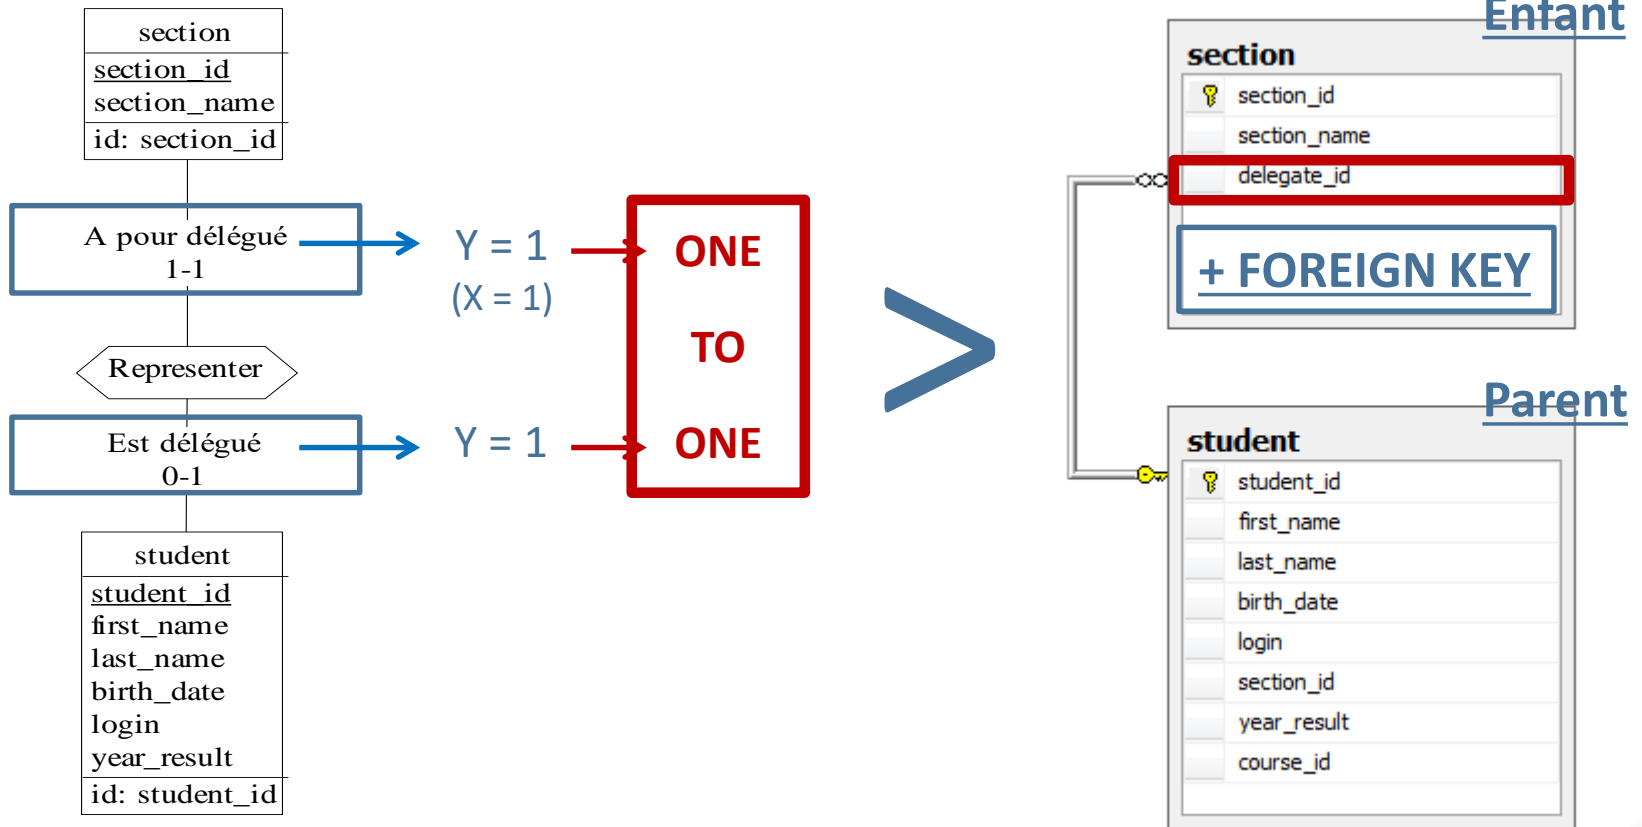 section
section_id
section_name
id: section_id
A pour délégué
1-1
Representer
Est délégué
0-1
student
student_id
first_name
last_name
birth_date
login
year_result
id: student_id
Y = 1
(X = 1)
Y = 1
ONE
TO
ONE
>
Enfant
section
section_id
section_name
delegate_id
+ FOREIGN KEY
Parent
student
student_id
first_name
last_name
birth_date
login
section_id
year_result
course_id